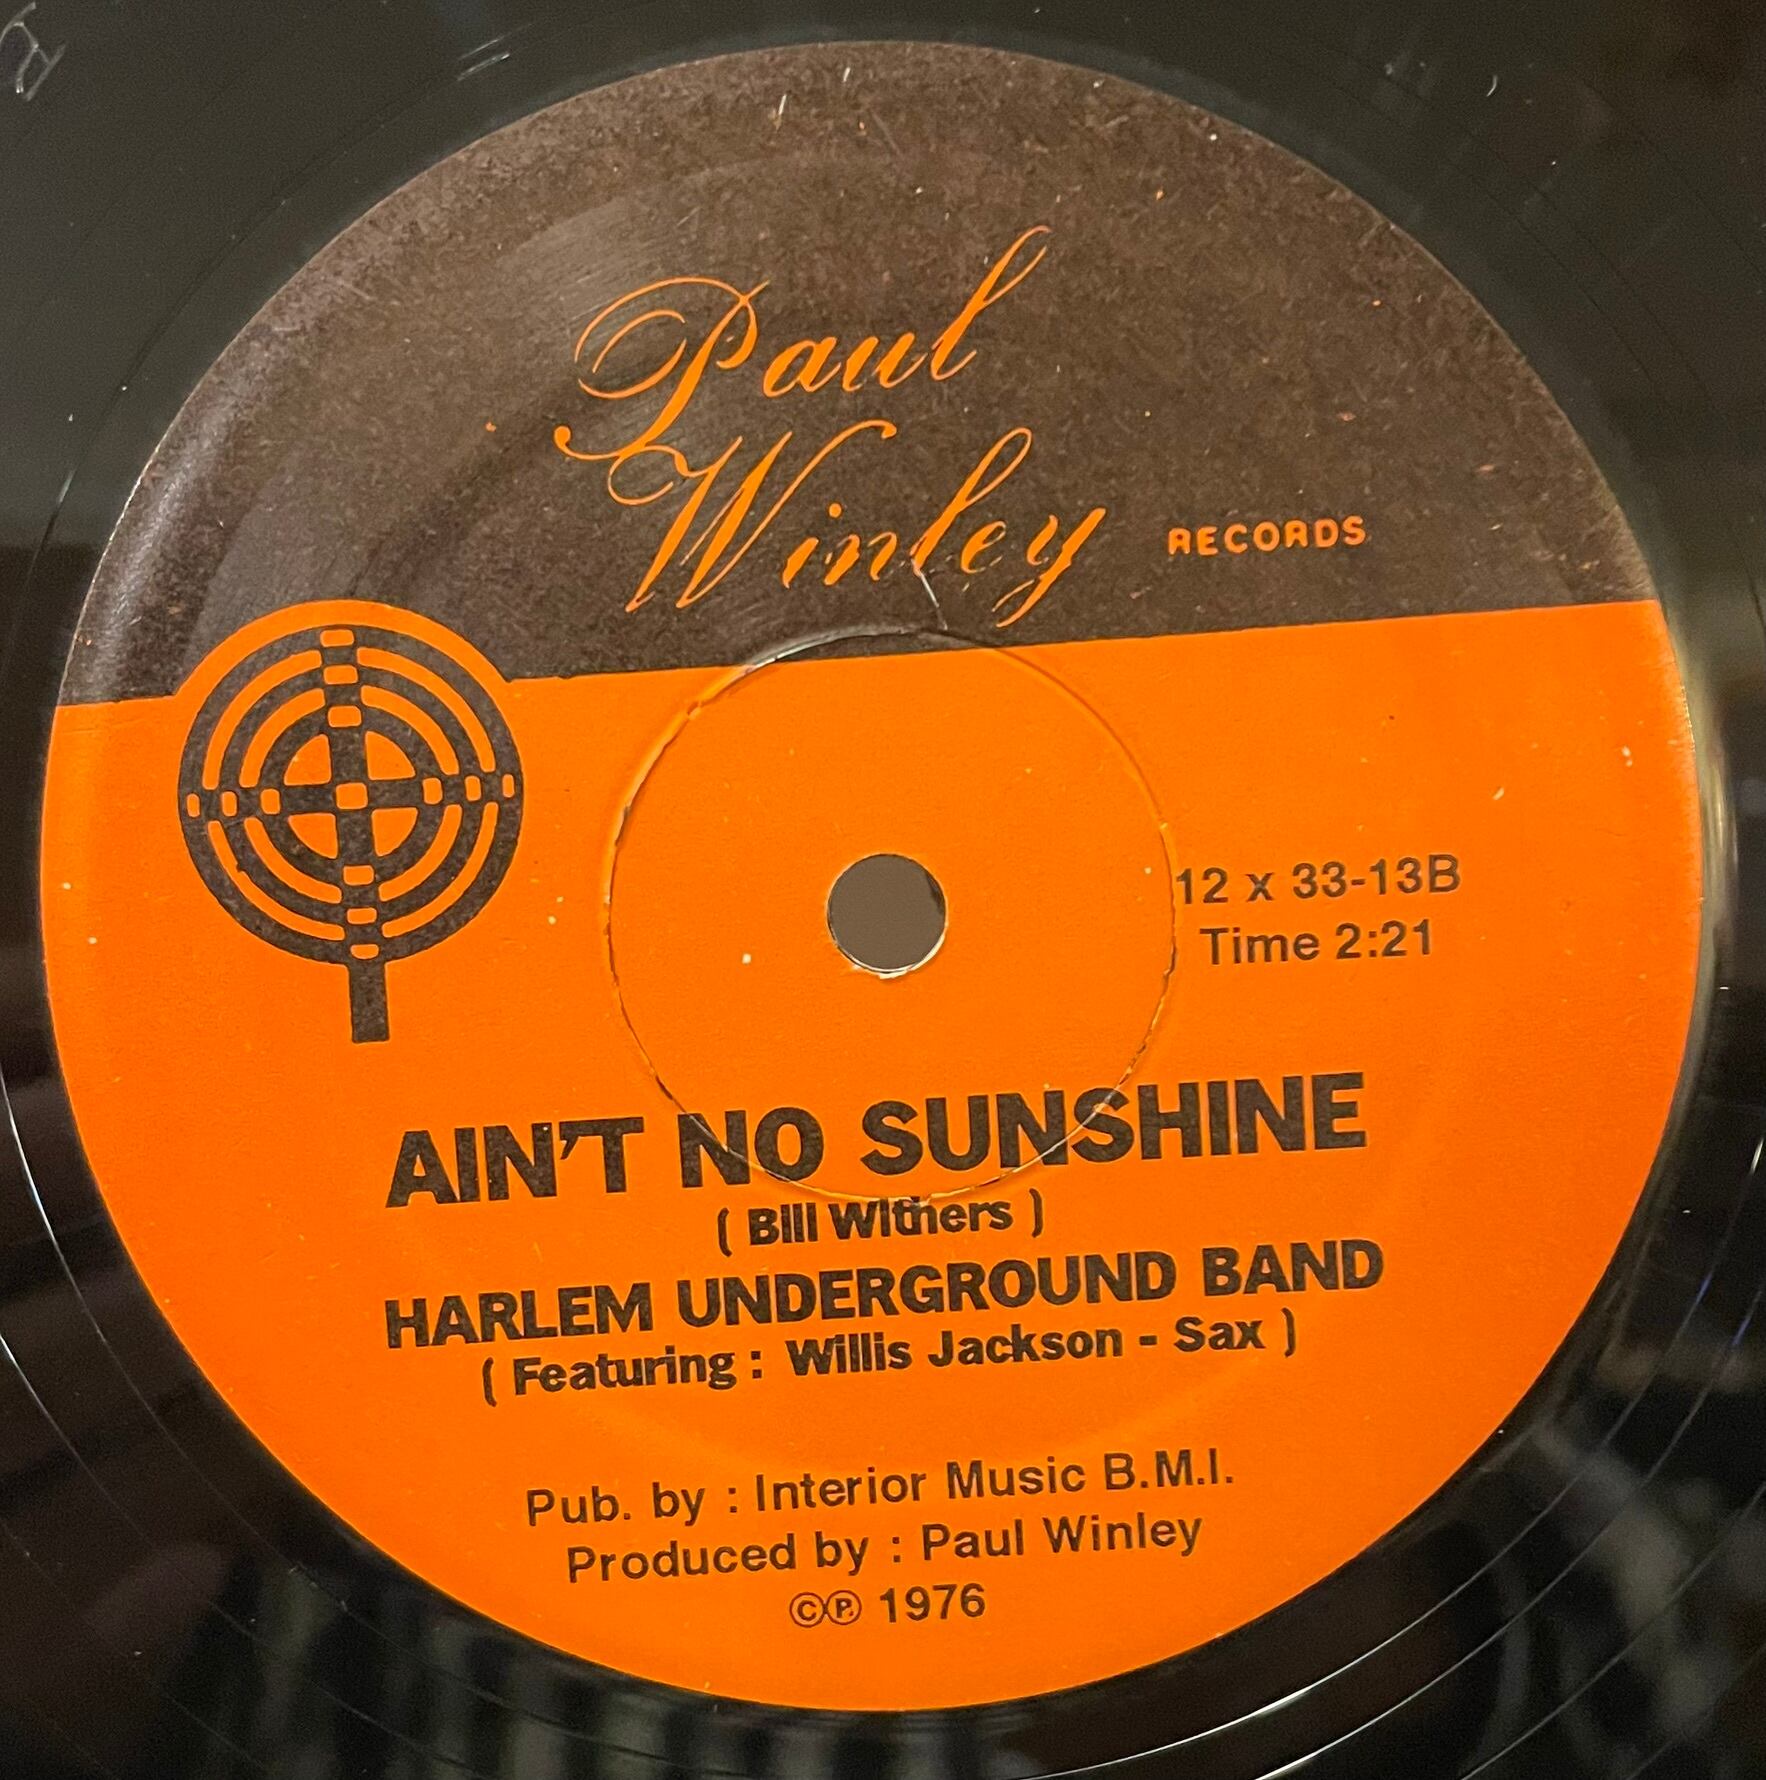 Paul
Winley RECORDS
12 x 33-13B
Time 2:21
AIN'T NO SUNSHINE
( Bill Withers )
HARLEM UNDERGROUND BAND
( Featuring : Willis Jackson - Sax )
Pub. by : Interior Music B.M.I.
Produced by : Paul Winley
©℗ 1976